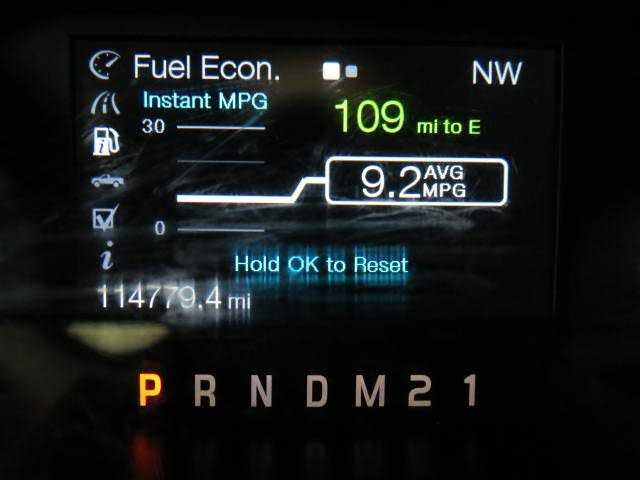 Fuel Econ. NW
Instant MPG
30 109 mi to E
9.2 AVG MPG
0
Hold OK to Reset
114779.4 mi
P R N D M 2 1